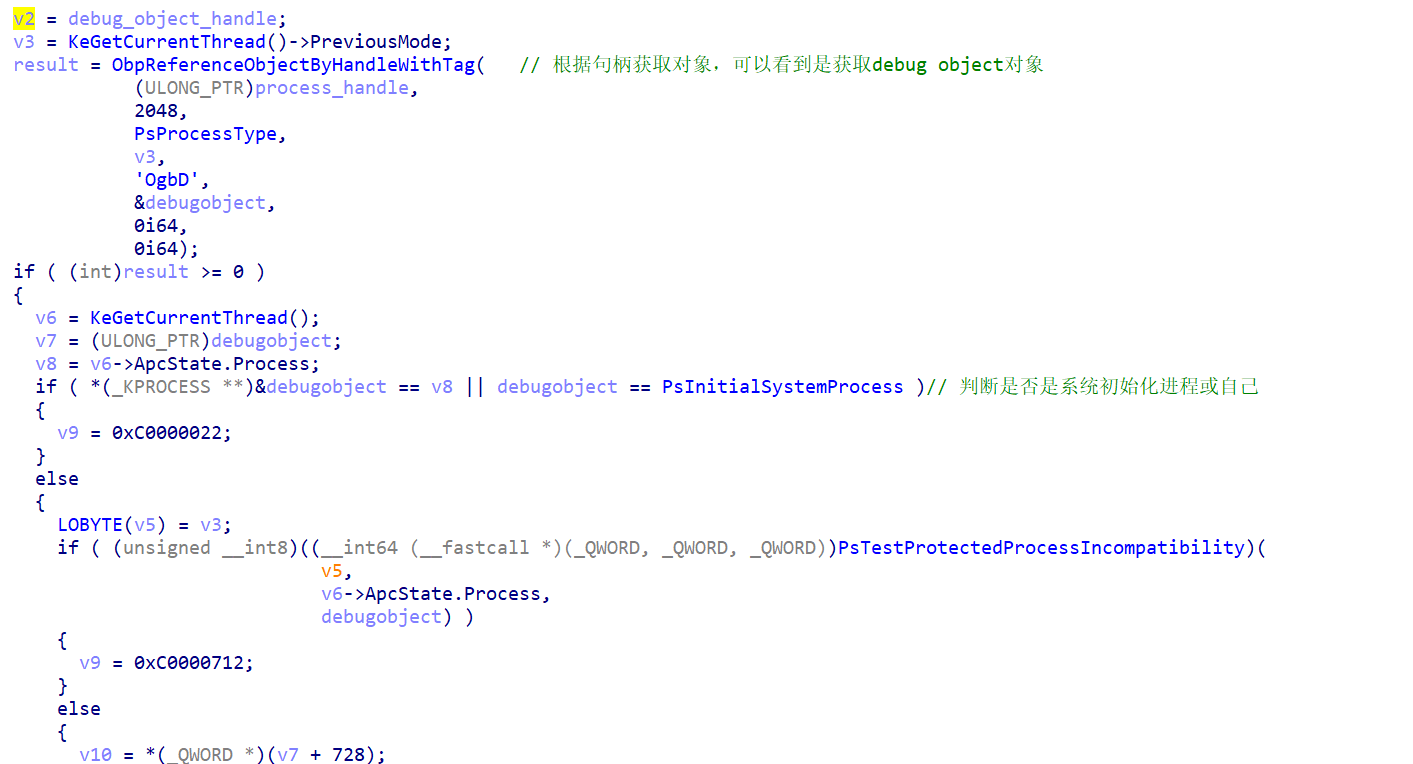 v2 = debug_object_handle;
v3 = KeGetCurrentThread()->PreviousMode;
result = ObpReferenceObjectByHandleWithTag(   // 根据句柄获取对象，可以看到是获取debug object对象
           (ULONG_PTR)process_handle,
           2048,
           PsProcessType,
           v3,
           'OgbD',
           &debugobject,
           0i64,
           0i64);
if ( (int)result >= 0 )
{
  v6 = KeGetCurrentThread();
  v7 = (ULONG_PTR)debugobject;
  v8 = v6->ApcState.Process;
  if ( *(_KPROCESS **)&debugobject == v8 || debugobject == PsInitialSystemProcess )// 判断是否是系统初始化进程或自己
  {
    v9 = 0xC0000022;
  }
  else
  {
    LOBYTE(v5) = v3;
    if ( (unsigned __int8)((__int64 (__fastcall *)(_QWORD, _QWORD, _QWORD))PsTestProtectedProcessIncompatibility)(
                            v5,
                            v6->ApcState.Process,
                            debugobject) )
    {
      v9 = 0xC0000712;
    }
    else
    {
      v10 = *(_QWORD *)(v7 + 728);